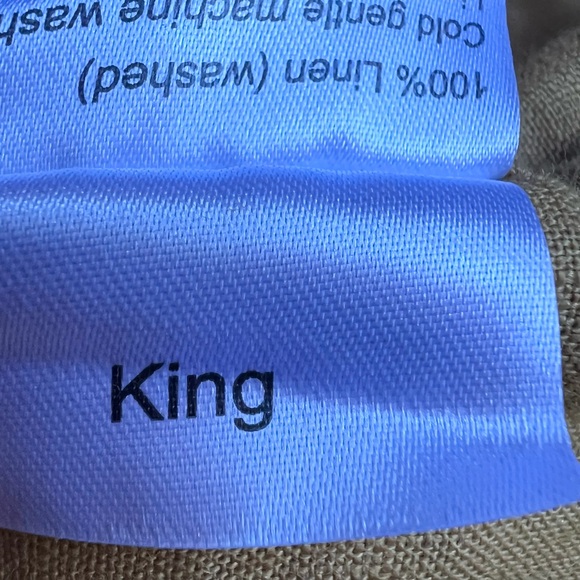 100% Linen (washed)
Cold gentle machine wash
King